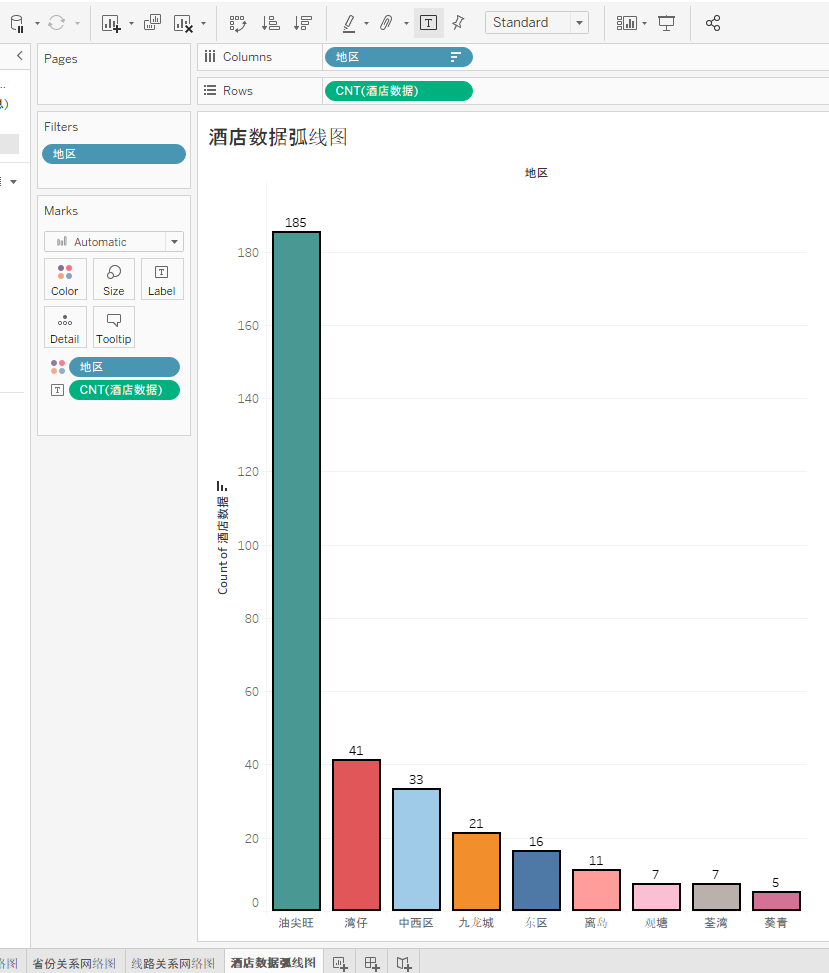 Standard
Pages
Columns
地区
Rows
CNT(酒店数据)
Filters
地区
Marks
Automatic
Color
Size
Label
Detail
Tooltip
地区
CNT(酒店数据)
酒店数据弧线图
地区
Count of 酒店数据
180
160
140
120
100
80
60
40
20
0
185
41
33
21
16
11
7
7
5
油尖旺
湾仔
中西区
九龙城
东区
离岛
观塘
荃湾
葵青
络图
省份关系网络图
线路关系网络图
酒店数据弧线图